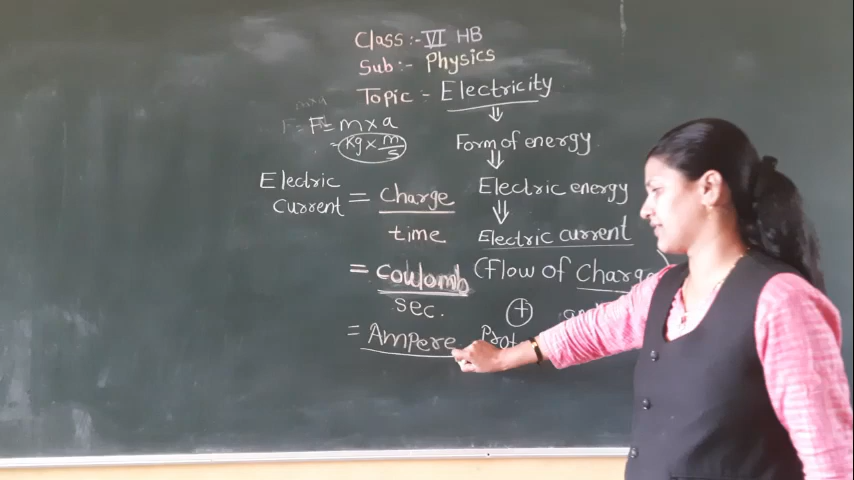 Class :- VI HB
Sub :- Physics
Topic - Electricity
⇓
F = m x a
= kg x m/s
Form of energy
⇓
Electric Current = Charge
time
Electric energy
⇓
Electric current
(Flow of Charge)
= Coulomb
sec.
= Ampere
+
Prot